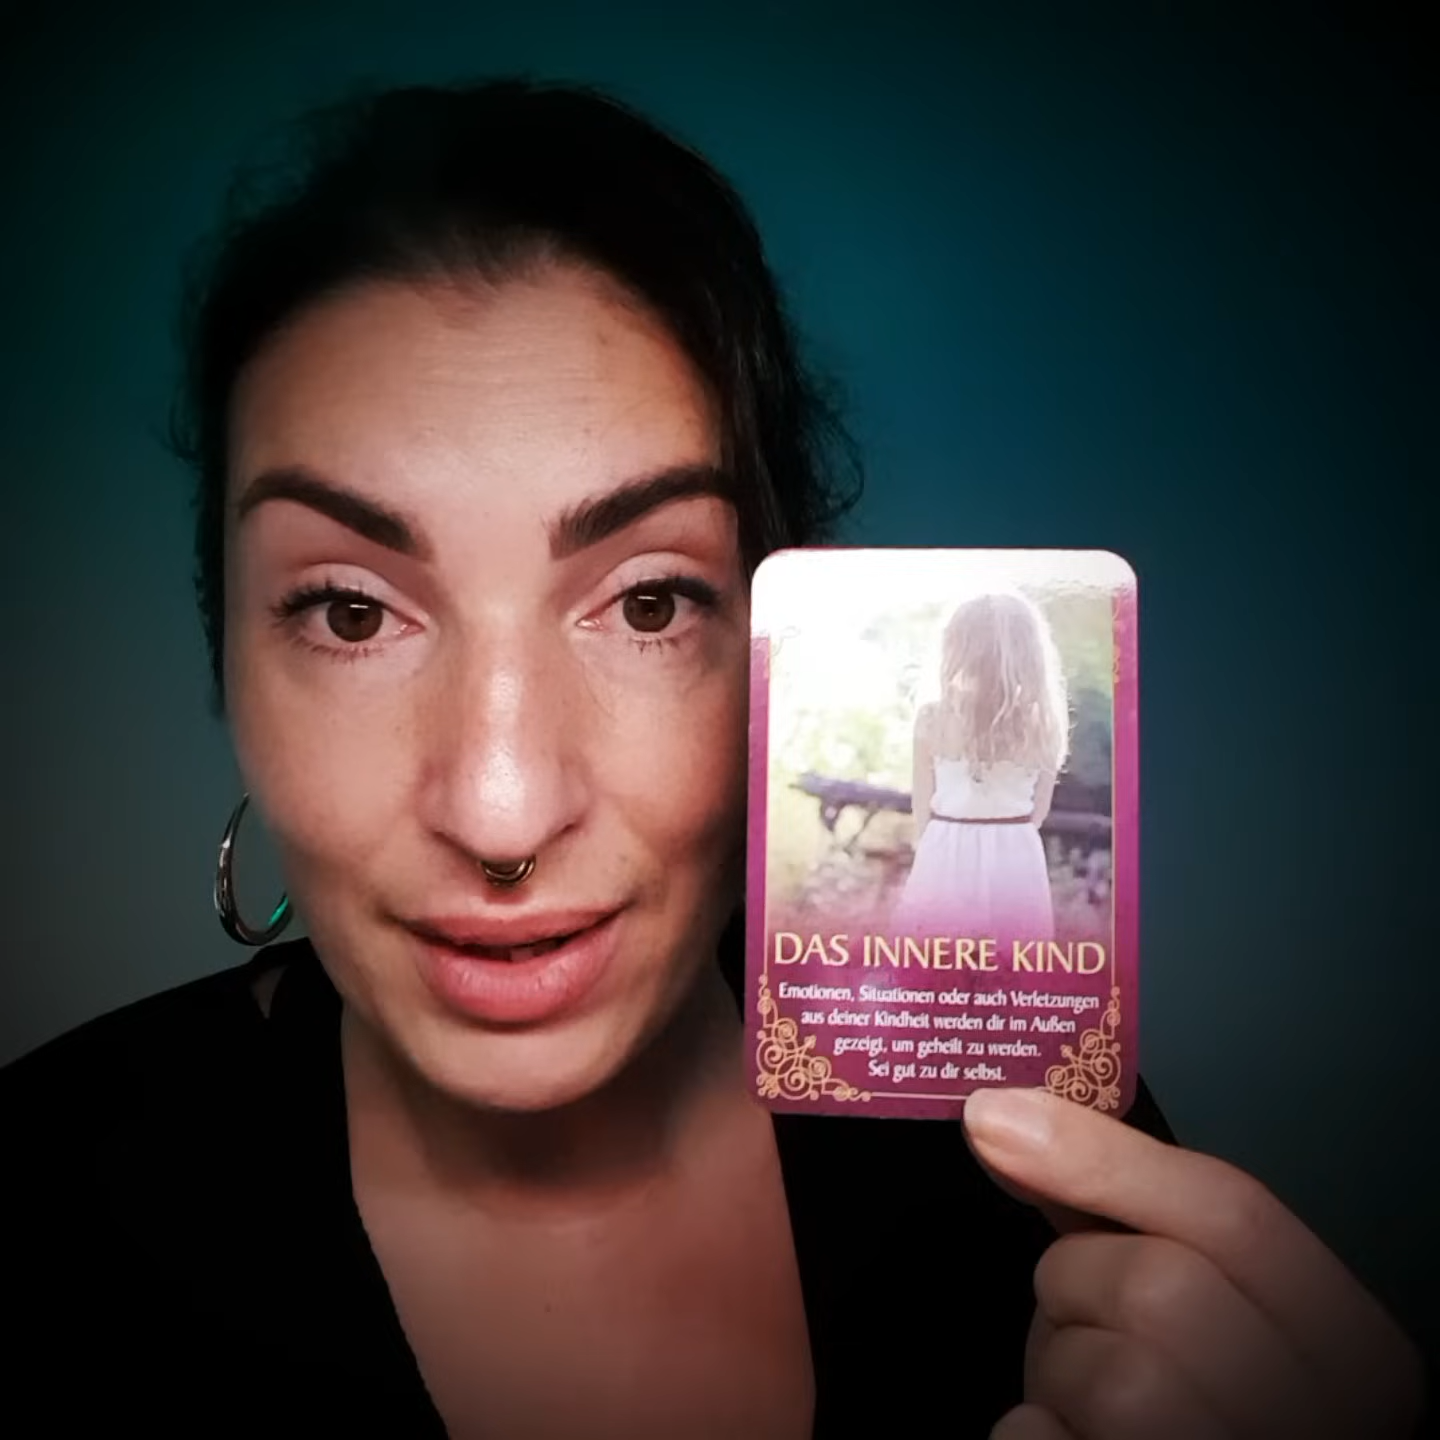 DAS INNERE KIND
Emotionen, Situationen oder auch Verletzungen
aus deiner Kindheit werden dir im Außen
gezeigt, um geheilt zu werden.
Sei gut zu dir selbst.